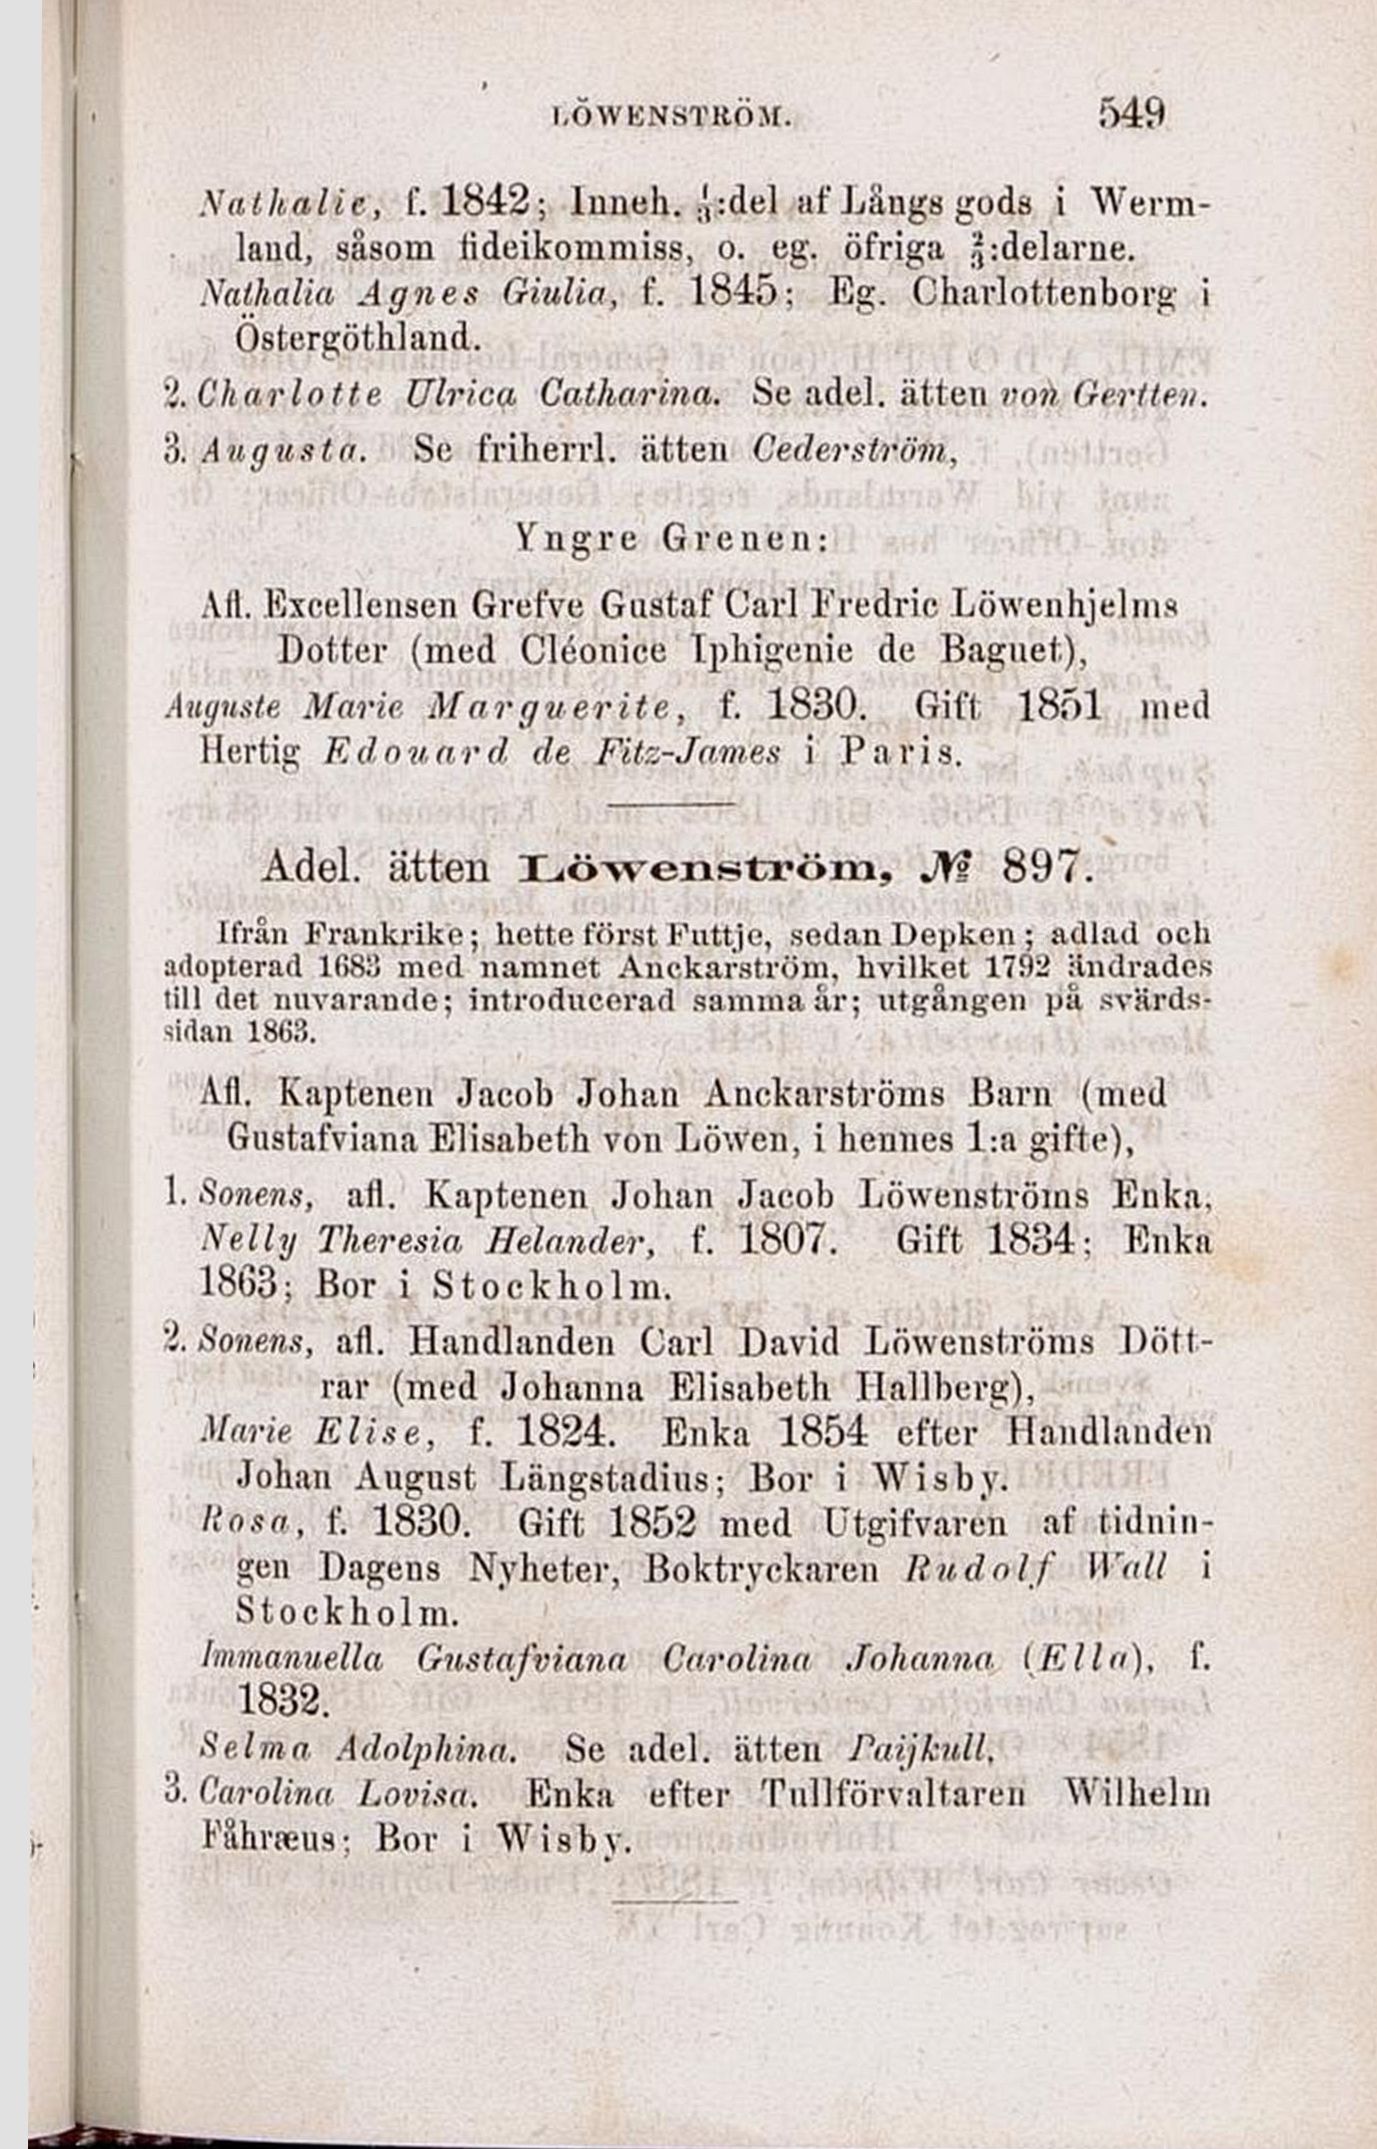 LÖWENSTRÖM. 549
Nathalie, f. 1842; Inneh. ⅓:del af Långs gods i Werm-
land, såsom fideikommiss, o. eg. öfriga ⅔:delarne.
Nathalia Agnes Giulia, f. 1845; Eg. Charlottenborg i
Östergöthland.
2. Charlotte Ulrica Catharina. Se adel. ätten von Gertten.
3. Augusta. Se friherrl. ätten Cederström,
Yngre Grenen:
Afl. Excellensen Grefve Gustaf Carl Fredric Löwenhjelms
Dotter (med Cléonice Iphigenie de Baguet),
Auguste Marie Marguerite, f. 1830. Gift 1851 med
Hertig Edouard de Fitz-James i Paris.
Adel. ätten Löwenström, № 897.
Ifrån Frankrike; hette först Futtje, sedan Depken; adlad och
adopterad 1683 med namnet Anckarström, hvilket 1792 ändrades
till det nuvarande; introducerad samma år; utgången på svärds-
sidan 1863.
Afl. Kaptenen Jacob Johan Anckarströms Barn (med
Gustafviana Elisabeth von Löwen, i hennes 1:a gifte),
1. Sonens, afl. Kaptenen Johan Jacob Löwenströms Enka,
Nelly Theresia Helander, f. 1807. Gift 1834; Enka
1863; Bor i Stockholm.
2. Sonens, afl. Handlanden Carl David Löwenströms Dött-
rar (med Johanna Elisabeth Hallberg),
Marie Elise, f. 1824. Enka 1854 efter Handlanden
Johan August Längstadius; Bor i Wisby.
Rosa, f. 1830. Gift 1852 med Utgifvaren af tidnin-
gen Dagens Nyheter, Boktryckaren Rudolf Wall i
Stockholm.
Immanuella Gustafviana Carolina Johanna (Ella), f.
1832.
Selma Adolphina. Se adel. ätten Paijkull.
3. Carolina Lovisa. Enka efter Tullförvaltaren Wilhelm
Fåhræus; Bor i Wisby.